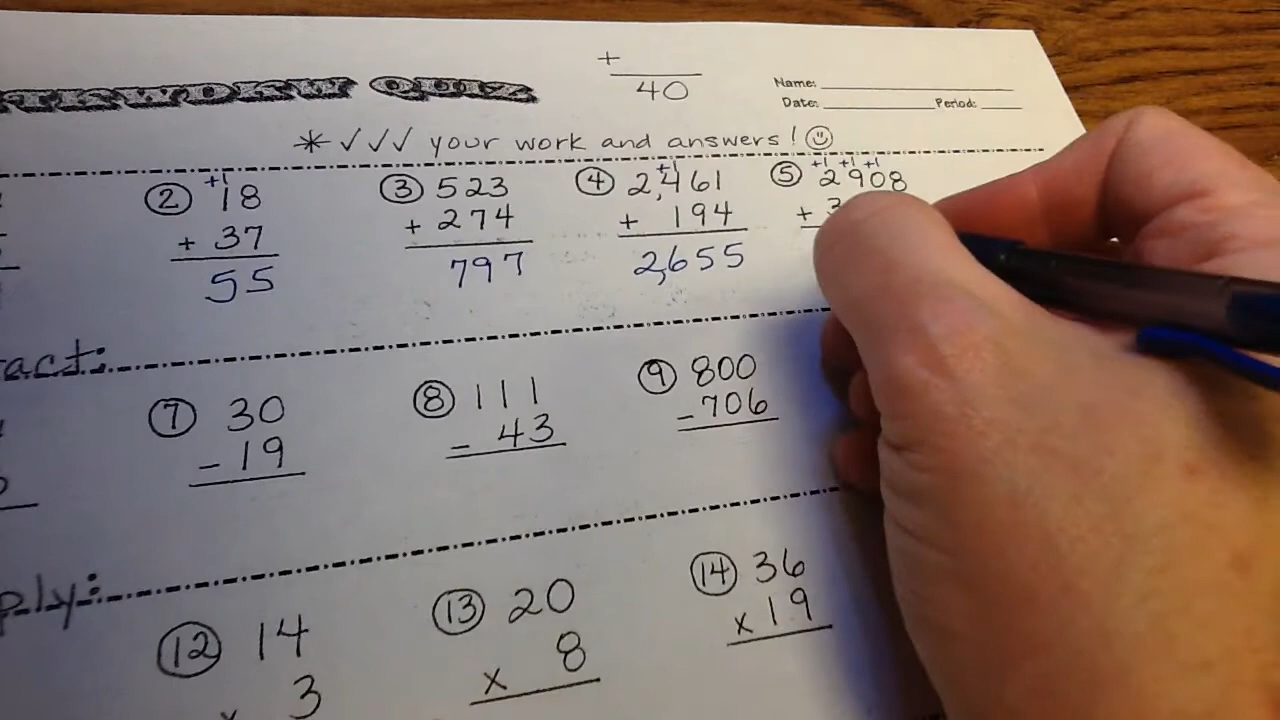 QUIZ
+
40
Name:
Date: Period:
* ✓✓✓ your work and answers! ☺
+1 +1 +1 +1 +1
② 18 ③ 523 ④ 2,461 ⑤ 2908
+ 37 + 274 + 194 + 3
55 797 2,655
act:
⑦ 30 ⑧ 111 ⑨ 800
- 19 - 43 - 706
ply:
⑫ 14 ⑬ 20 ⑭ 36
x 3 x 8 x 19